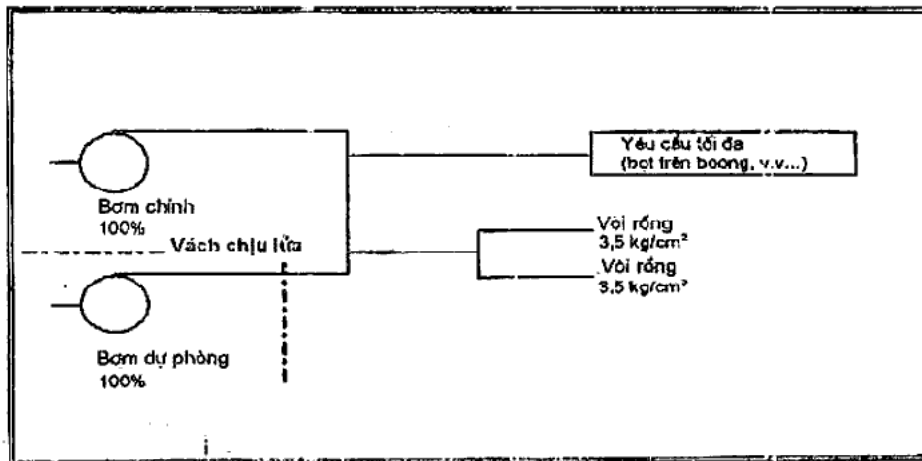 Yêu cầu tối đa
(bọt trên boong, v.v...)
Bơm chính
100%
Vòi rồng
3,5 kg/cm²
Vách chịu lửa
Vòi rồng
3,5 kg/cm²
Bơm dự phòng
100%